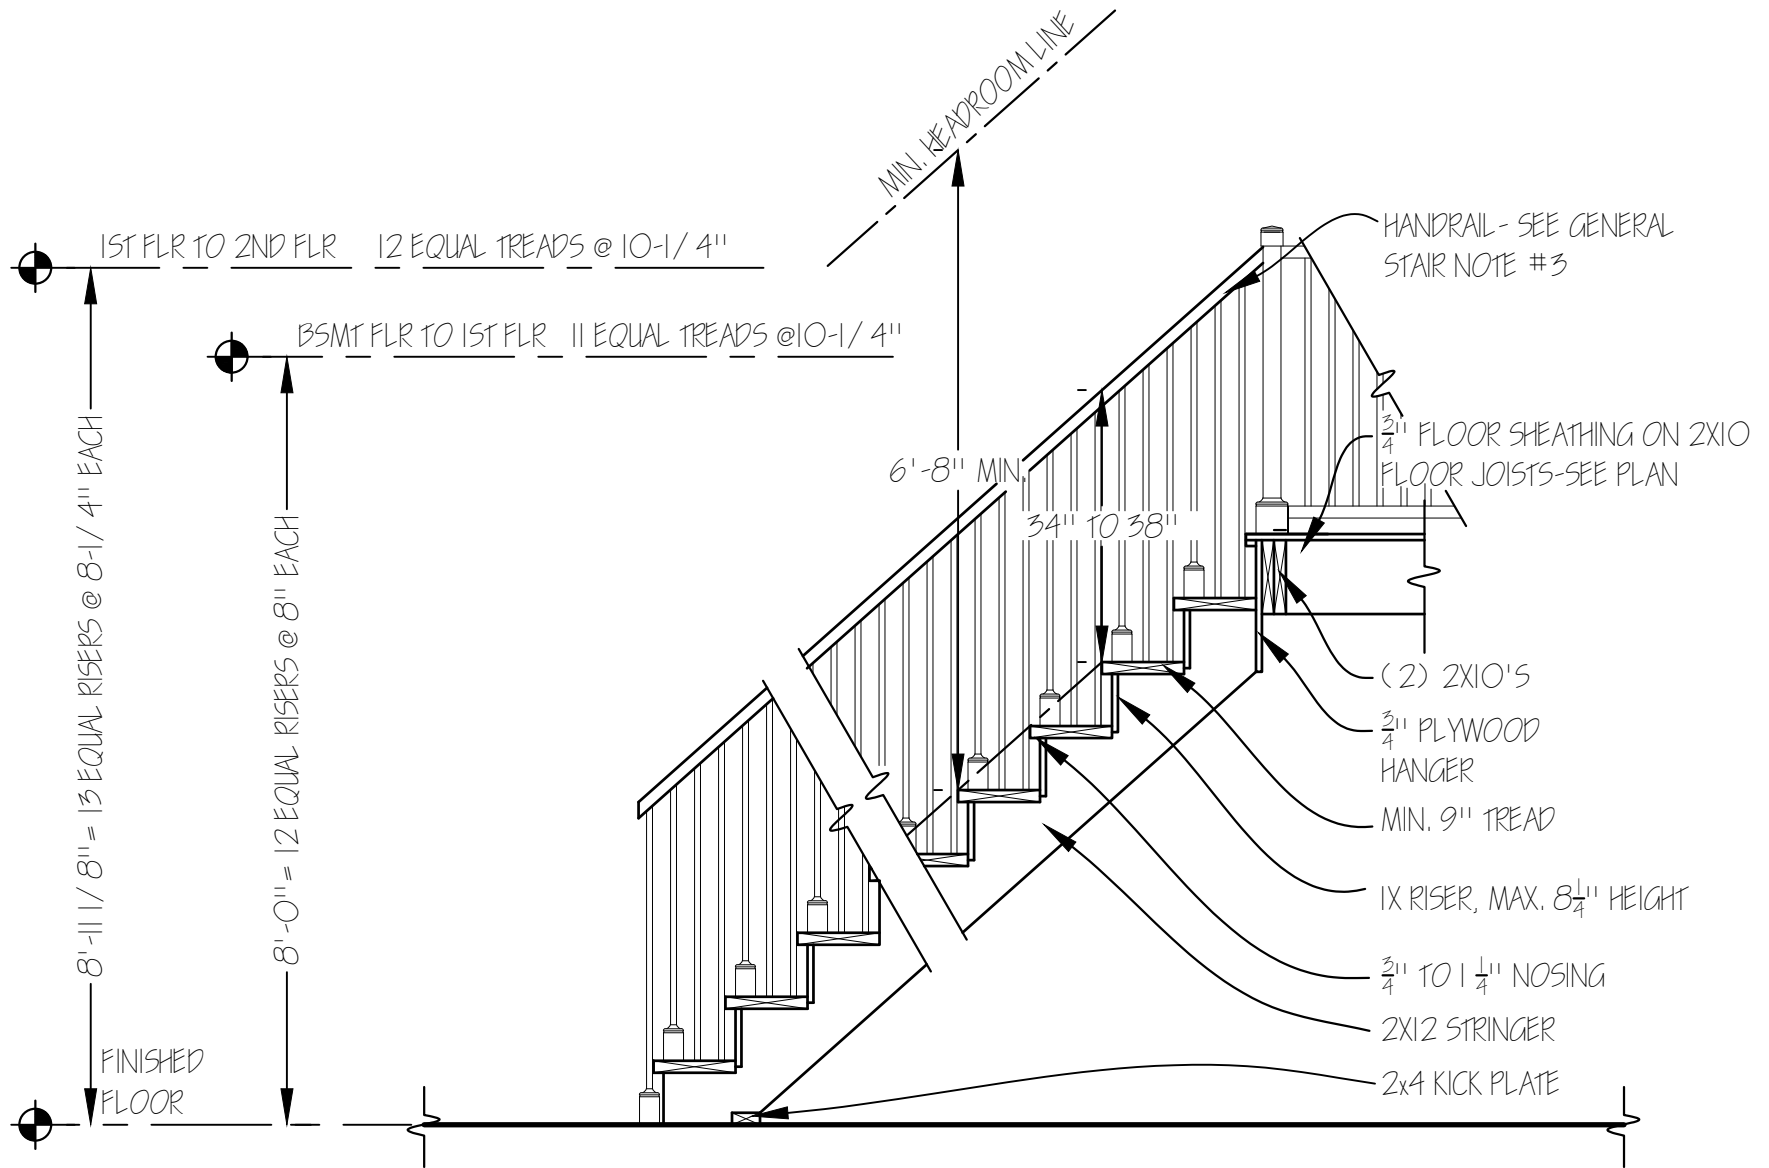 MIN. HEADROOM LINE
1ST FLR TO 2ND FLR 12 EQUAL TREADS @ 10-1/4"
BSMT FLR TO 1ST FLR 11 EQUAL TREADS @10-1/4"
8'-11 1/8" = 13 EQUAL RISERS @ 8-1/4" EACH
8'-0" = 12 EQUAL RISERS @ 8" EACH
FINISHED
FLOOR
6'-8" MIN.
34" TO 38"
HANDRAIL- SEE GENERAL
STAIR NOTE #3
3/4" FLOOR SHEATHING ON 2X10
FLOOR JOISTS-SEE PLAN
(2) 2X10'S
3/4" PLYWOOD
HANGER
MIN. 9" TREAD
1X RISER, MAX. 8 1/4" HEIGHT
3/4" TO 1 1/4" NOSING
2X12 STRINGER
2x4 KICK PLATE